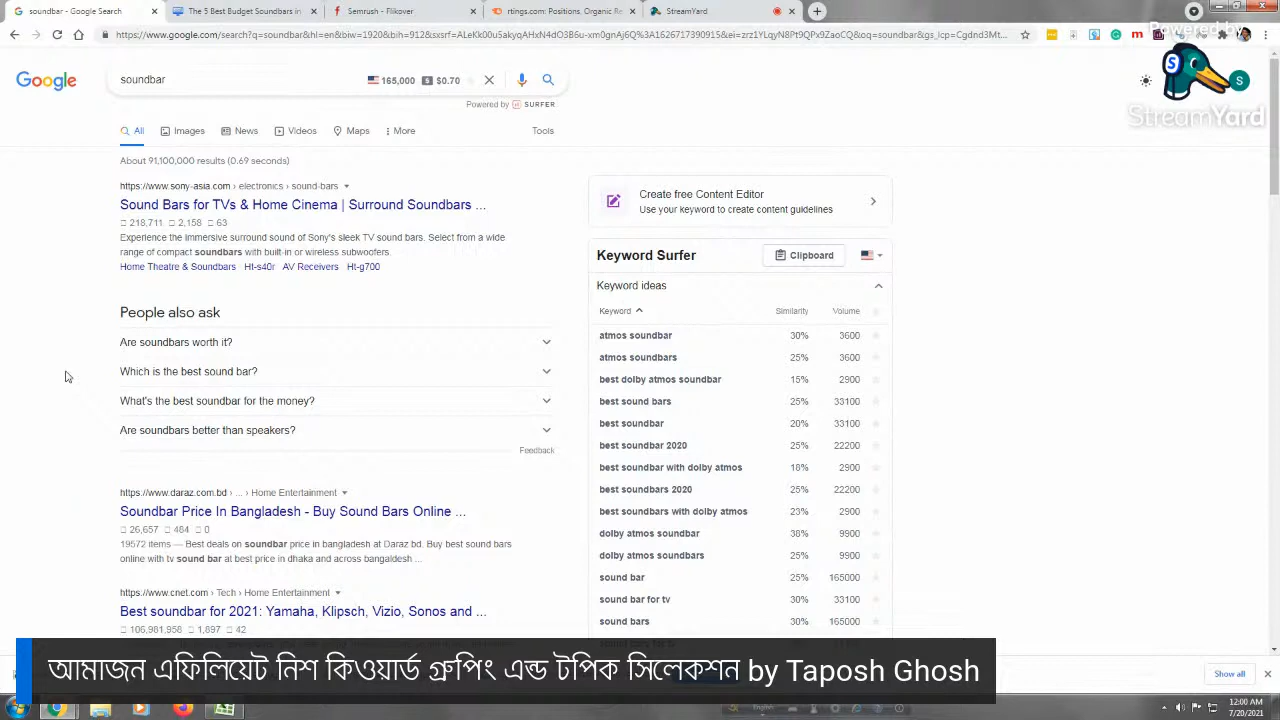 soundbar - Google Search
The 5 Best Budget Soundbars in
Semrush - Flikover
rtings.com: Positions, Organic Re
StreamYard
google.com/search?q=soundbar&hl=en&biw=1920&bih=912&
Powered by
StreamYard
S
Google
soundbar
165,000 $0.70
Powered by SURFER
All Images News Videos Maps More Tools
About 91,100,000 results (0.69 seconds)
https://www.sony-asia.com › electronics › sound-bars
Sound Bars for TVs & Home Cinema | Surround Soundbars ...
218,711 2,158 63
Experience the immersive surround sound of Sony's sleek TV sound bars. Select from a wide
range of compact soundbars with built-in or wireless subwoofers.
Home Theatre & Soundbars Ht-s40r AV Receivers Ht-g700
People also ask
Are soundbars worth it?
Which is the best sound bar?
What's the best soundbar for the money?
Are soundbars better than speakers?
Feedback
https://www.daraz.com.bd › ... › Home Entertainment
Soundbar Price In Bangladesh - Buy Sound Bars Online ...
26,657 484 0
19572 items — Best deals on soundbar price in bangladesh at Daraz bd. Buy best sound bars
online with tv sound bar at best price in dhaka and across bangladesh ...
https://www.cnet.com › Tech › Home Entertainment
Best soundbar for 2021: Yamaha, Klipsch, Vizio, Sonos and ...
106,981,958 1,897 42
Create free Content Editor
Use your keyword to create content guidelines
Keyword Surfer Clipboard
Keyword ideas
Keyword Similarity Volume
atmos soundbar 30% 3600
atmos soundbars 25% 3600
best dolby atmos soundbar 15% 2900
best sound bars 25% 33100
best soundbar 20% 33100
best soundbar 2020 25% 22200
best soundbar with dolby atmos 18% 2900
best soundbars 2020 25% 22200
best soundbars with dolby atmos 23% 2900
dolby atmos soundbar 38% 9900
dolby atmos soundbars 25% 9900
sound bar 25% 165000
sound bar for tv 30% 33100
sound bars 25% 165000
আমাজন এফিলিয়েট নিশ কিওয়ার্ড গ্রুপিং এন্ড টপিক সিলেকশন by Taposh Ghosh
Show all
English
12:00 AM
7/20/2021